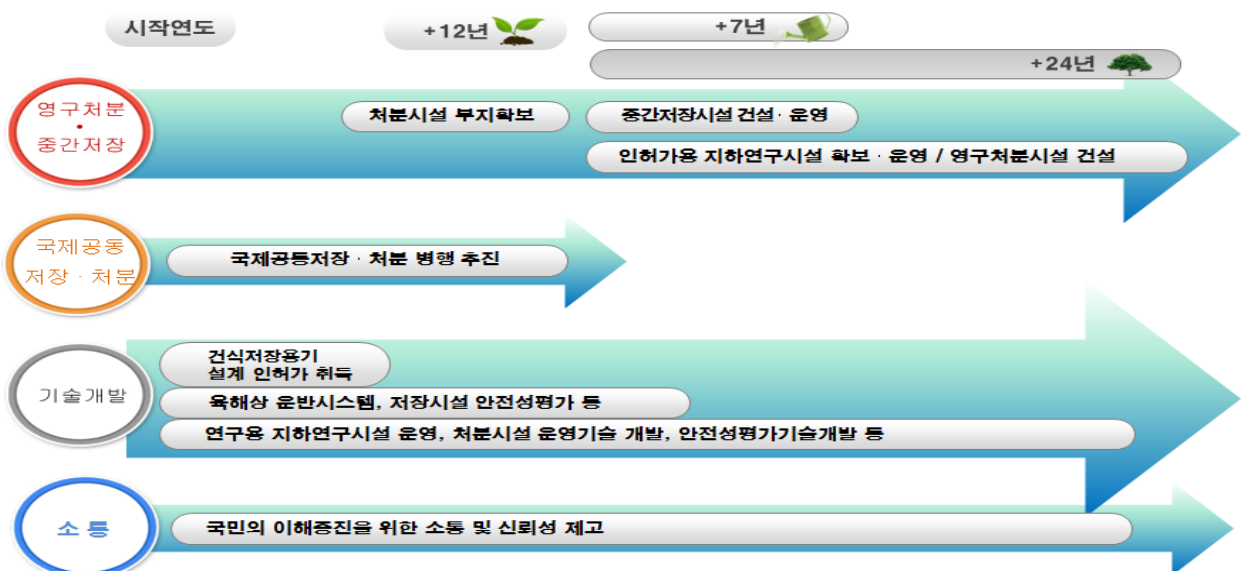 시작연도
+12년
+7년
+24년
영구처분
·
중간저장
처분시설 부지확보
중간저장시설 건설 · 운영
인허가용 지하연구시설 확보 · 운영 / 영구처분시설 건설
국제공동
저장 · 처분
국제공동저장 · 처분 병행 추진
기술개발
건식저장용기
설계 인허가 취득
육해상 운반시스템, 저장시설 안전성평가 등
연구용 지하연구시설 운영, 처분시설 운영기술 개발, 안전성평가기술개발 등
소통
국민의 이해증진을 위한 소통 및 신뢰성 제고